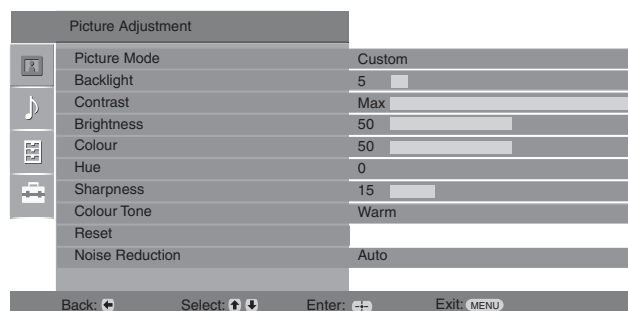 Picture Adjustment
Picture Mode Custom
Backlight 5
Contrast Max
Brightness 50
Colour 50
Hue 0
Sharpness 15
Colour Tone Warm
Reset
Noise Reduction Auto
Back: Select: Enter: Exit: MENU